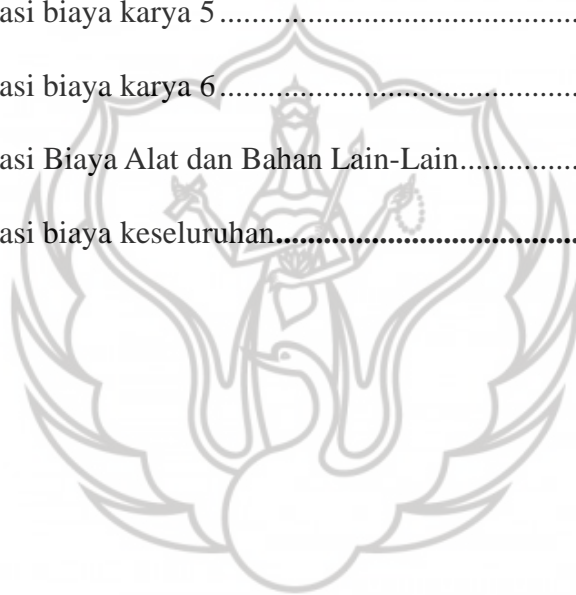 asi biaya karya 5................................................
asi biaya karya 6................................................
asi Biaya Alat dan Bahan Lain-Lain................
asi biaya keseluruhan.......................................